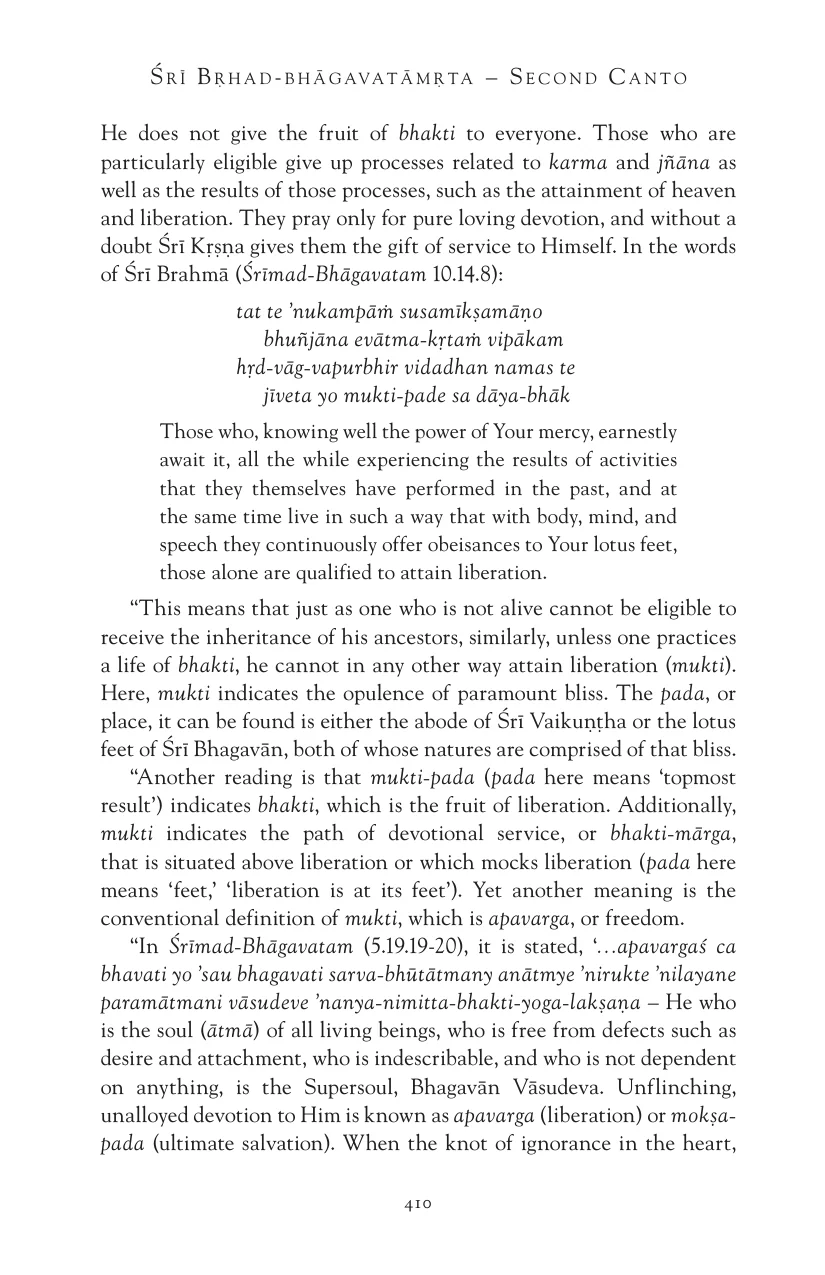 Śrī Bṛhad-bhāgavatāmṛta – Second Canto
He does not give the fruit of bhakti to everyone. Those who are
particularly eligible give up processes related to karma and jñāna as
well as the results of those processes, such as the attainment of heaven
and liberation. They pray only for pure loving devotion, and without a
doubt Śrī Kṛṣṇa gives them the gift of service to Himself. In the words
of Śrī Brahmā (Śrīmad-Bhāgavatam 10.14.8):
tat te ’nukampāṁ susamīkṣamāṇo
bhuñjāna evātma-kṛtaṁ vipākam
hṛd-vāg-vapurbhir vidadhan namas te
jīveta yo mukti-pade sa dāya-bhāk
Those who, knowing well the power of Your mercy, earnestly
await it, all the while experiencing the results of activities
that they themselves have performed in the past, and at
the same time live in such a way that with body, mind, and
speech they continuously offer obeisances to Your lotus feet,
those alone are qualified to attain liberation.
“This means that just as one who is not alive cannot be eligible to
receive the inheritance of his ancestors, similarly, unless one practices
a life of bhakti, he cannot in any other way attain liberation (mukti).
Here, mukti indicates the opulence of paramount bliss. The pada, or
place, it can be found is either the abode of Śrī Vaikuṇṭha or the lotus
feet of Śrī Bhagavān, both of whose natures are comprised of that bliss.
“Another reading is that mukti-pada (pada here means ‘topmost
result’) indicates bhakti, which is the fruit of liberation. Additionally,
mukti indicates the path of devotional service, or bhakti-mārga,
that is situated above liberation or which mocks liberation (pada here
means ‘feet,’ ‘liberation is at its feet’). Yet another meaning is the
conventional definition of mukti, which is apavarga, or freedom.
“In Śrīmad-Bhāgavatam (5.19.19-20), it is stated, ‘…apavargaś ca
bhavati yo ’sau bhagavati sarva-bhūtātmany anātmye ’nirukte ’nilayane
paramātmani vāsudeve ’nanya-nimitta-bhakti-yoga-lakṣaṇa – He who
is the soul (ātmā) of all living beings, who is free from defects such as
desire and attachment, who is indescribable, and who is not dependent
on anything, is the Supersoul, Bhagavān Vāsudeva. Unflinching,
unalloyed devotion to Him is known as apavarga (liberation) or mokṣa-
pada (ultimate salvation). When the knot of ignorance in the heart,
410